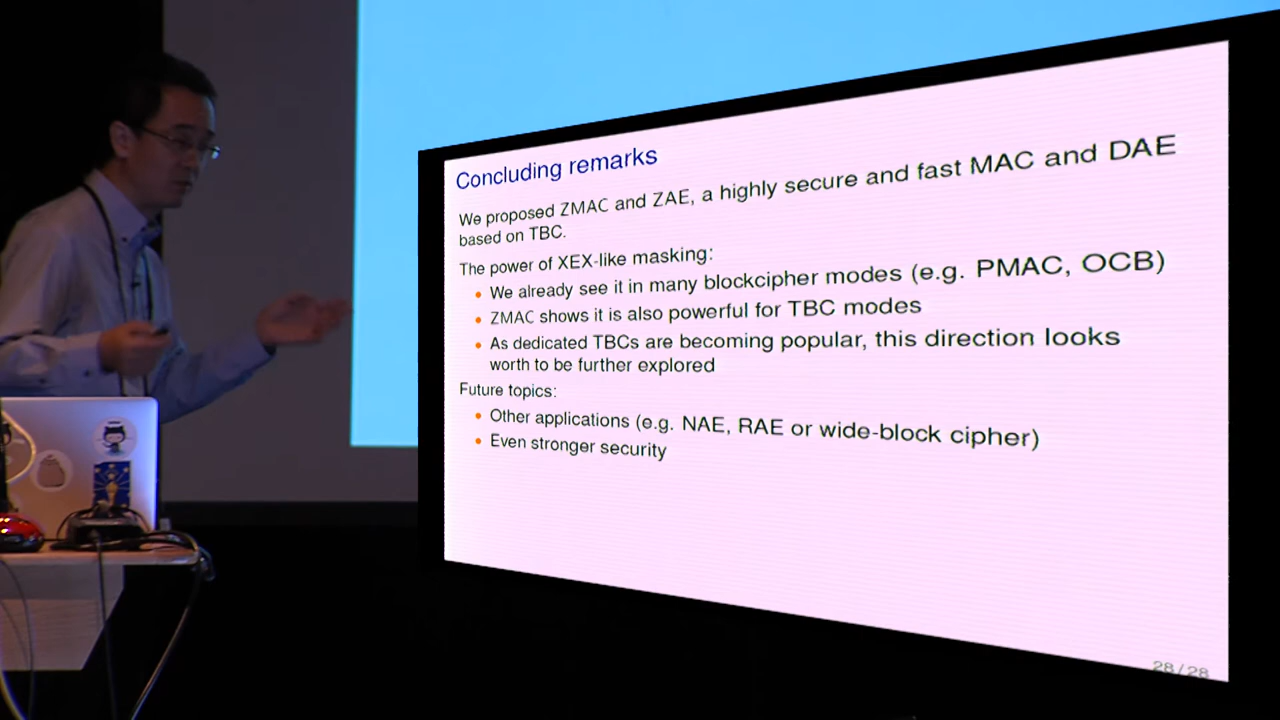 Concluding remarks
We proposed ZMAC and ZAE, a highly secure and fast MAC and DAE
based on TBC.
The power of XEX-like masking:
• We already see it in many blockcipher modes (e.g. PMAC, OCB)
• ZMAC shows it is also powerful for TBC modes
• As dedicated TBCs are becoming popular, this direction looks
worth to be further explored
Future topics:
• Other applications (e.g. NAE, RAE or wide-block cipher)
• Even stronger security
28/28